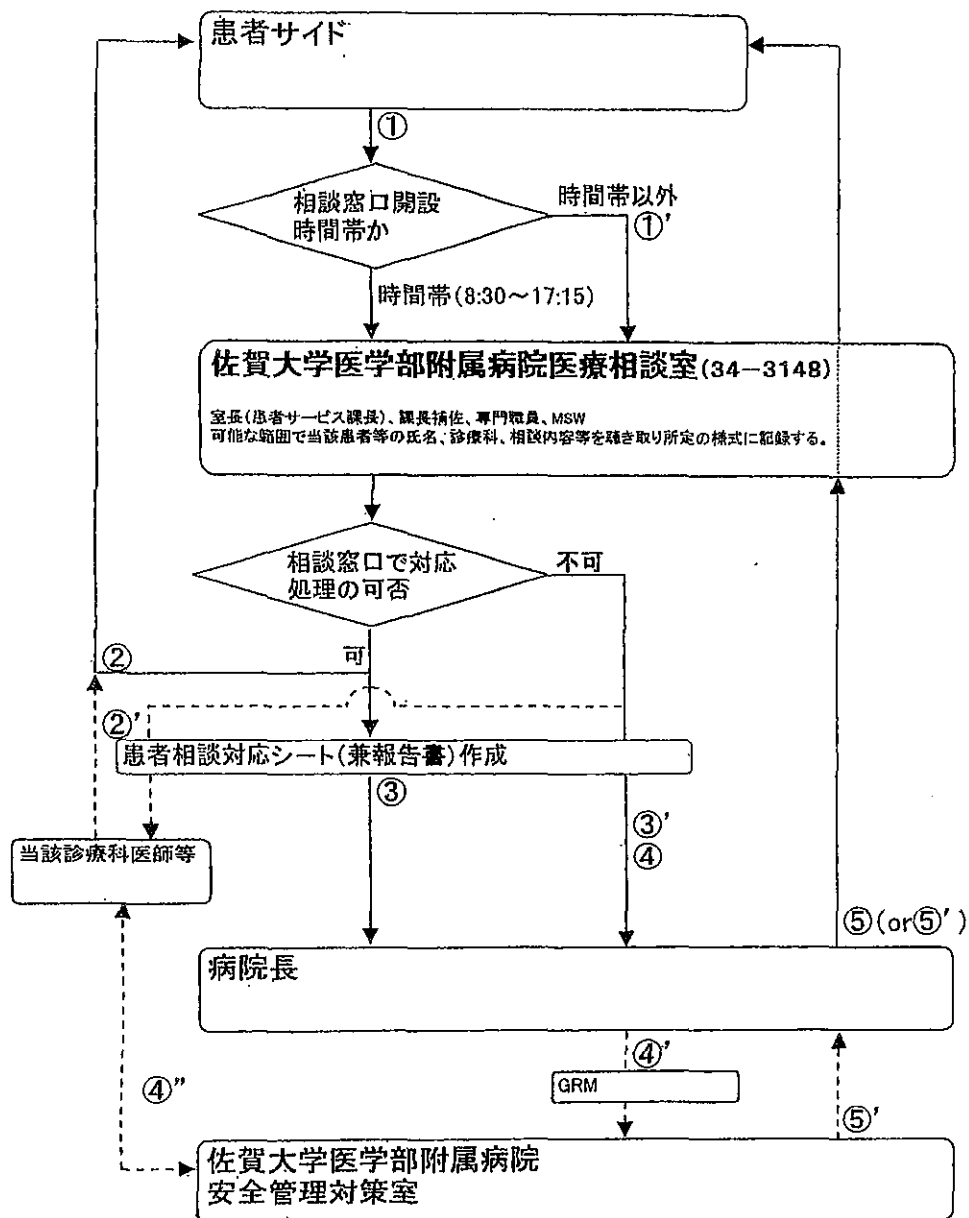 患者サイド
①
相談窓口開設
時間帯か
時間帯以外
①’
時間帯(8:30～17:15)
佐賀大学医学部附属病院医療相談室(34－3148)
室長(患者サービス課長)、課長補佐、専門職員、MSW
可能な範囲で当該患者等の氏名、診療科、相談内容等を聴き取り所定の様式に記録する。
相談窓口で対応
処理の可否
不可
可
②
②’
患者相談対応シート(兼報告書)作成
③
③’
④
当該診療科医師等
⑤(or⑤’)
病院長
④’
④”
GRM
⑤’
佐賀大学医学部附属病院
安全管理対策室